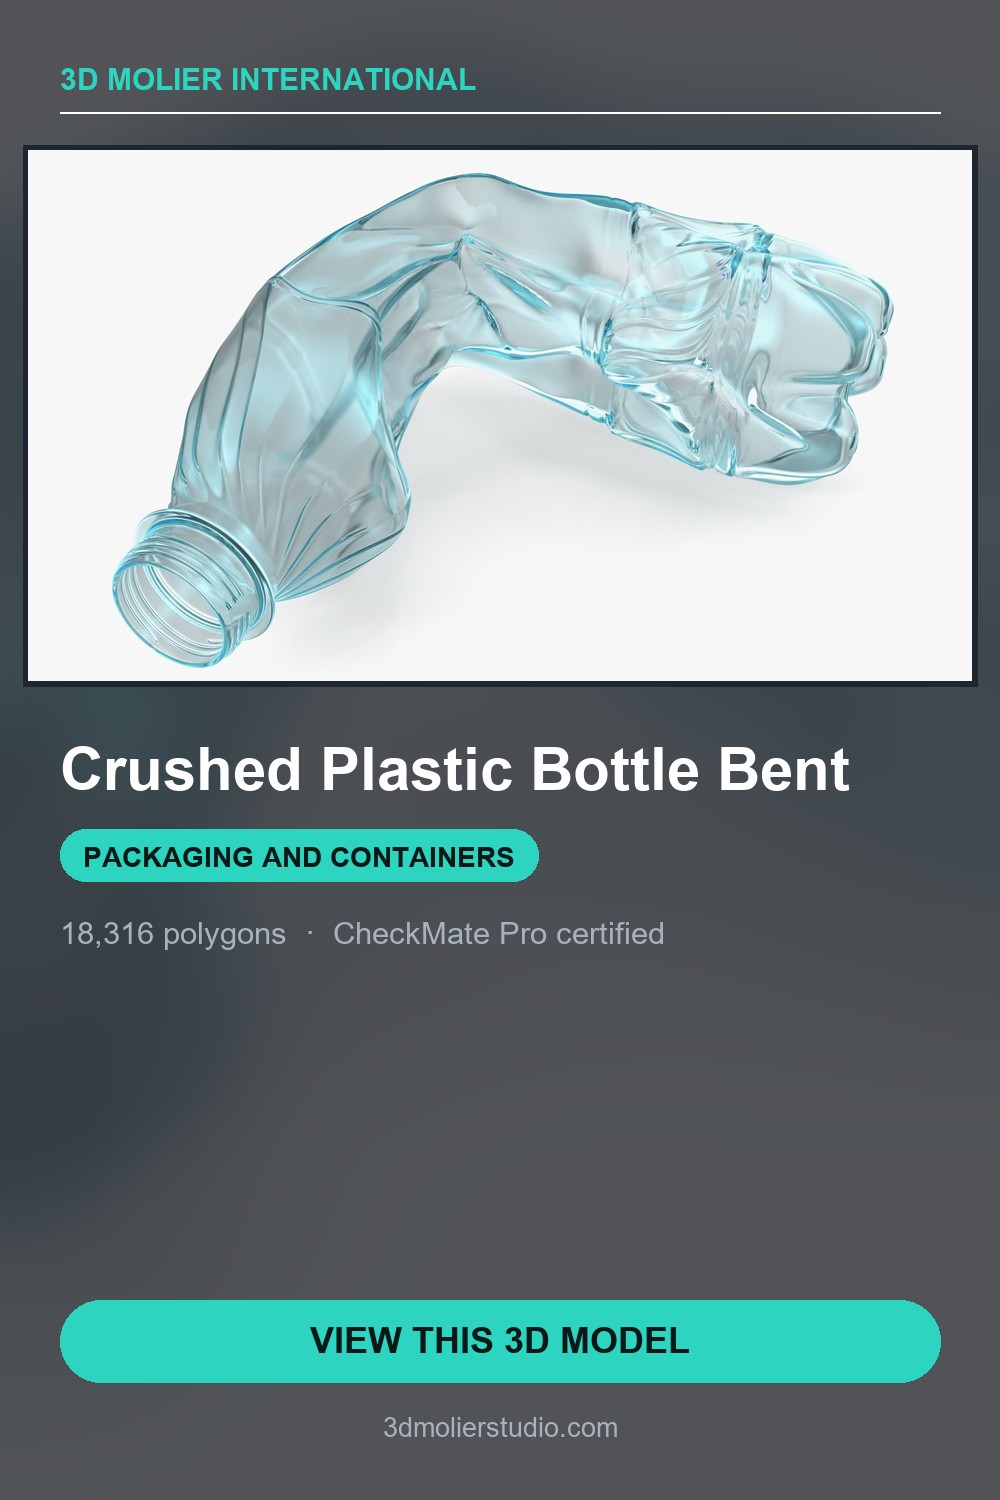 3D MOLIER INTERNATIONAL
Crushed Plastic Bottle Bent
PACKAGING AND CONTAINERS
18,316 polygons · CheckMate Pro certified
VIEW THIS 3D MODEL
3dmolierstudio.com